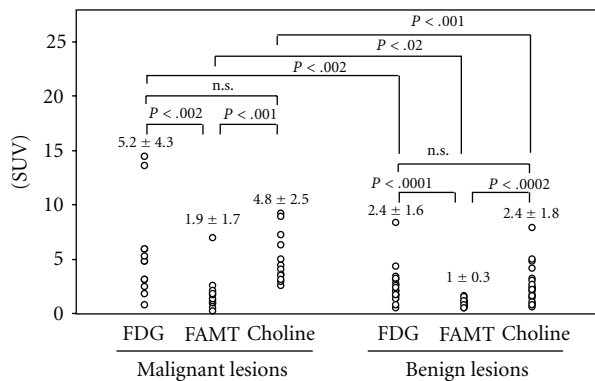 P < .001
25
P < .02
P < .002
20
n.s.
P < .002
P < .001
15
5.2 ± 4.3
n.s.
P < .0001
P < .0002
10
4.8 ± 2.5
1.9 ± 1.7
2.4 ± 1.6
2.4 ± 1.8
1 ± 0.3
5
0
(SUV)
FDG FAMT Choline FDG FAMT Choline
Malignant lesions Benign lesions